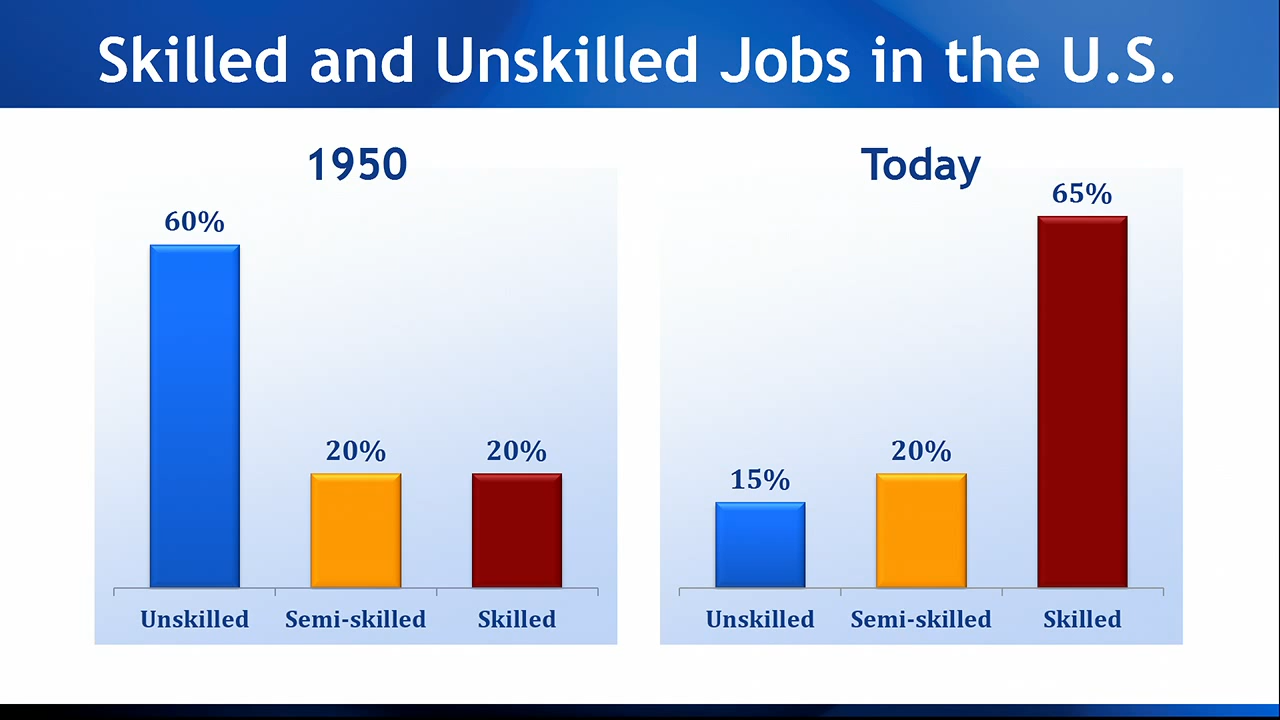 Skilled and Unskilled Jobs in the U.S.
1950
60%
20%
20%
Unskilled
Semi-skilled
Skilled
Today
15%
20%
65%
Unskilled
Semi-skilled
Skilled